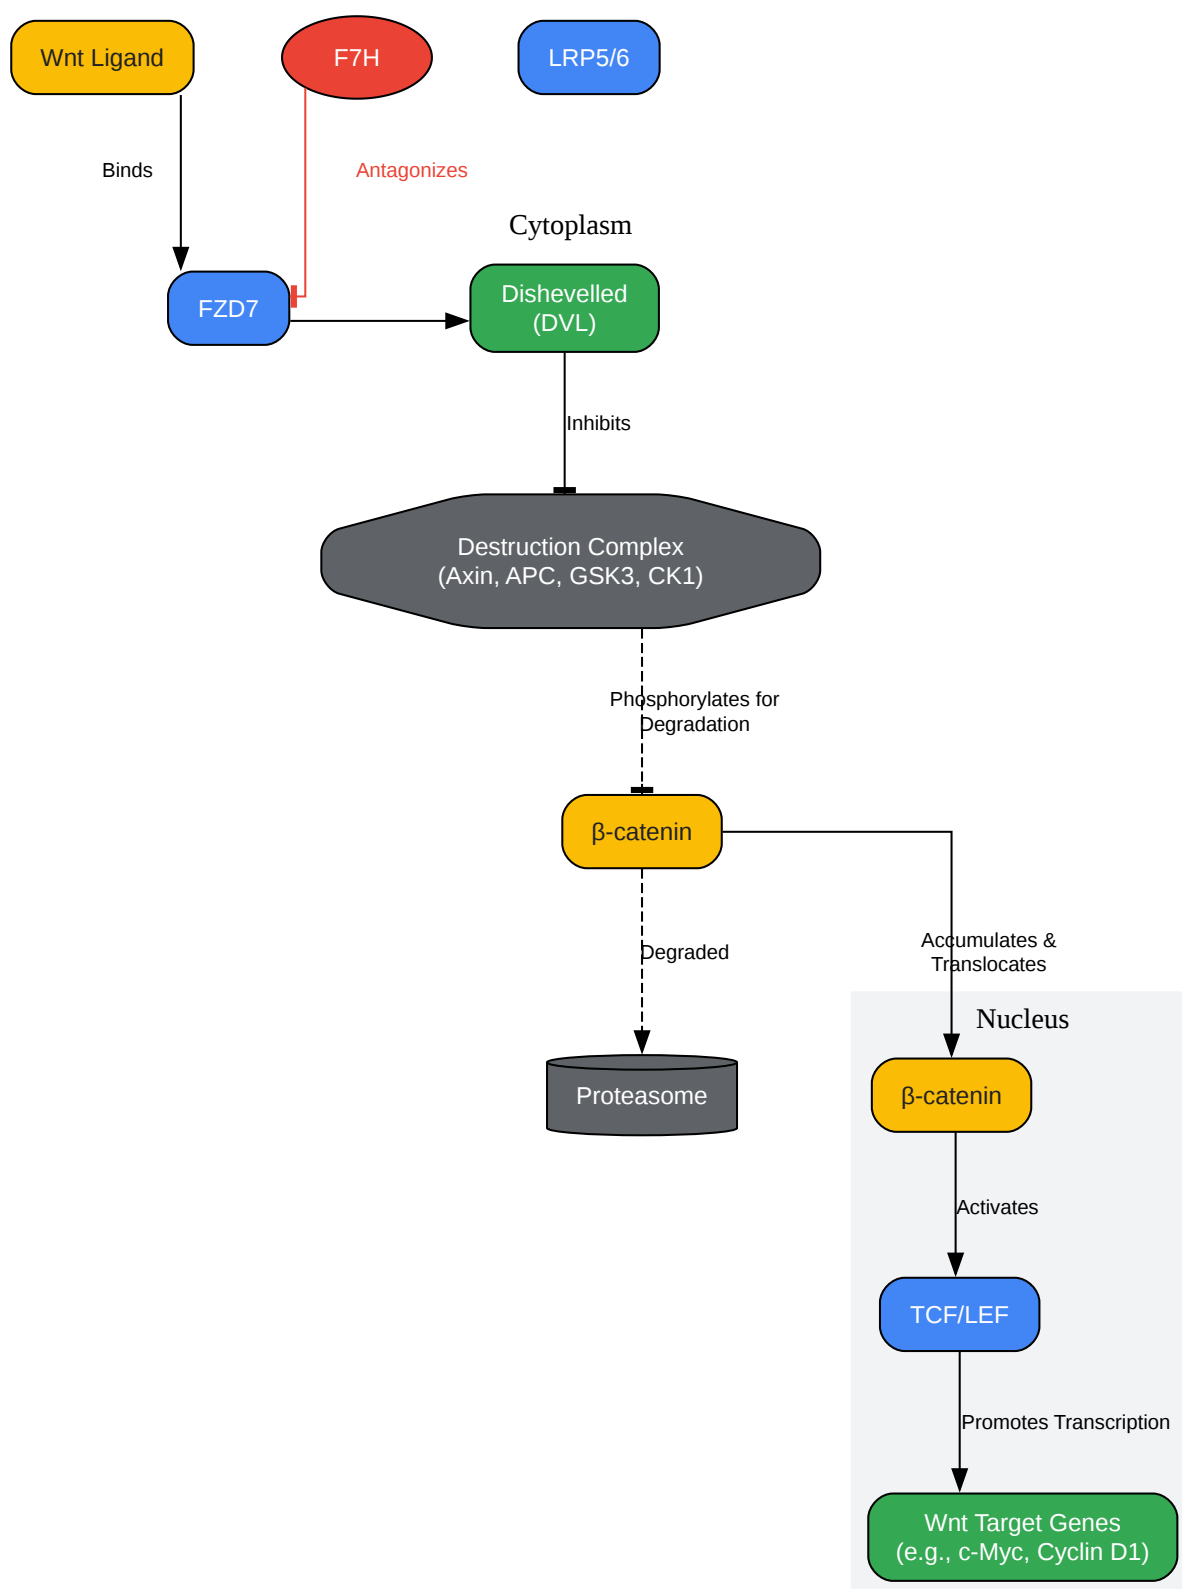 Wnt Ligand
F7H
LRP5/6
Binds
Antagonizes
Cytoplasm
FZD7
Dishevelled
(DVL)
Inhibits
Destruction Complex
(Axin, APC, GSK3, CK1)
Phosphorylates for
Degradation
β-catenin
Accumulates &
Translocates
Degraded
Nucleus
Proteasome
β-catenin
Activates
TCF/LEF
Promotes Transcription
Wnt Target Genes
(e.g., c-Myc, Cyclin D1)